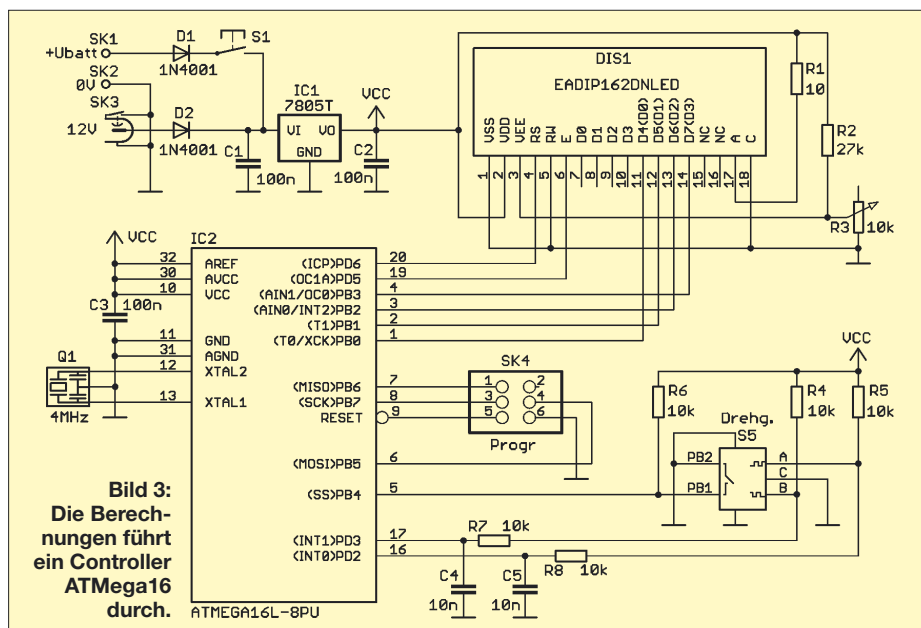 SK1
+Ubatt
D1
1N4001
S1
SK2
0V
SK3
12V
D2
1N4001
C1
100n
IC1
7805T
VI VO
GND
VCC
C2
100n
DIS1
EADIP162DNLED
VSS VDD VEE RS RW E D0 D1 D2 D3 D4(D0) D5(D1) D6(D2) D7(D3) NC NC A C
1 2 3 4 5 6 7 8 9 10 11 12 13 14 15 16 17 18
R1
10
R2
27k
R3
10k
VCC
IC2
32 AREF
30 AVCC
10 VCC
C3 100n
11 GND
31 AGND
12 XTAL2
13 XTAL1
Q1
4MHz
(ICP)PD6 20
(OC1A)PD5 19
(AIN1/OC0)PB3 4
(AIN0/INT2)PB2 3
(T1)PB1 2
(T0/XCK)PB0 1
(MISO)PB6 7
(SCK)PB7 8
RESET 9
(MOSI)PB5 6
(SS)PB4 5
(INT1)PD3 17
(INT0)PD2 16
ATMEGA16L-8PU
SK4
1 2
3 4
5 6
Progr
VCC
R6
10k
R4
10k
R5
10k
Drehg.
S5
PB2
PB1
A
C
B
R7 10k
R8 10k
C4
10n
C5
10n
Bild 3:
Die Berech-
nungen führt
ein Controller
ATMega16
durch.